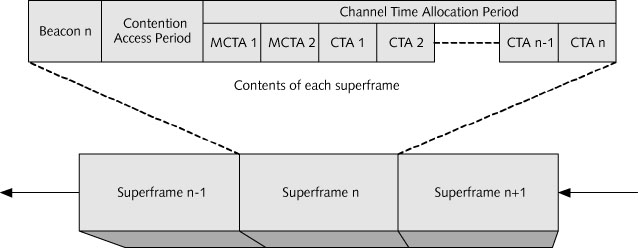 Channel Time Allocation Period
Beacon n
Contention
Access Period
MCTA 1
MCTA 2
CTA 1
CTA 2
CTA n-1
CTA n
Contents of each superframe
Superframe n-1
Superframe n
Superframe n+1